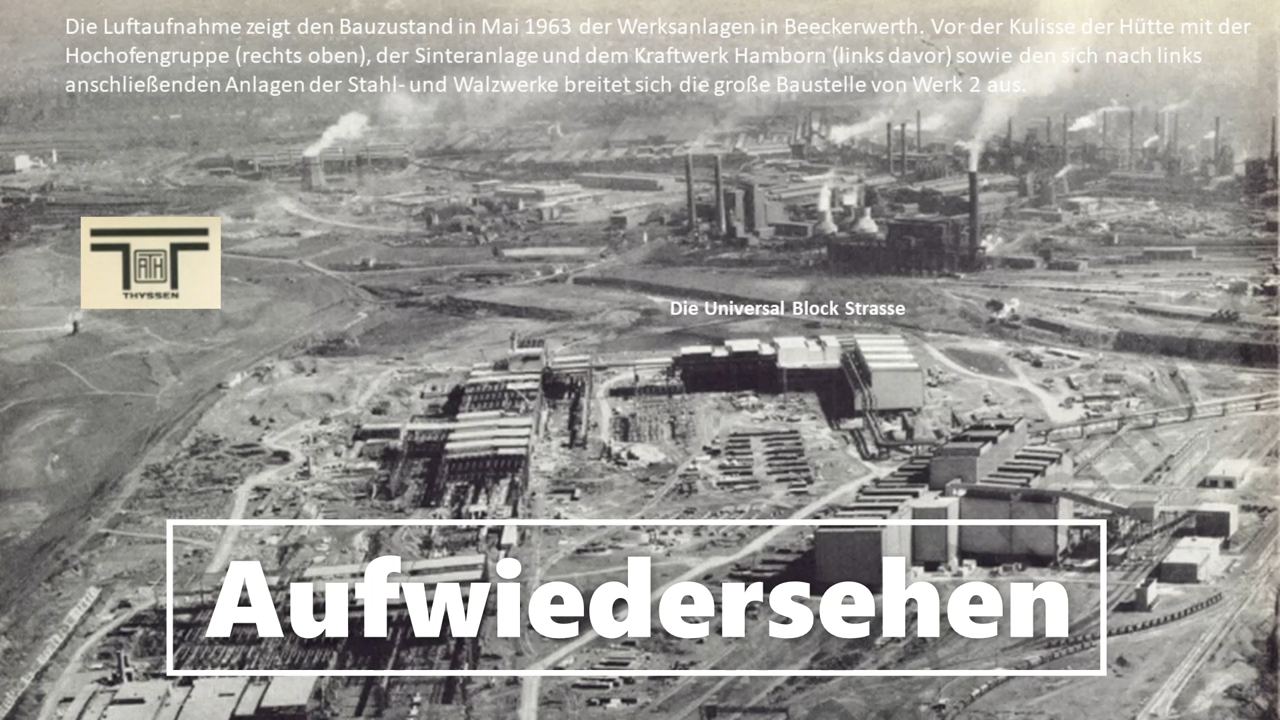 Die Luftaufnahme zeigt den Bauzustand in Mai 1963 der Werksanlagen in Beeckerwerth. Vor der Kulisse der Hütte mit der
Hochofengruppe (rechts oben), der Sinteranlage und dem Kraftwerk Hamborn (links davor) sowie den sich nach links
anschließenden Anlagen der Stahl- und Walzwerke breitet sich die große Baustelle von Werk 2 aus.
ATH
THYSSEN
Die Universal Block Strasse
Aufwiedersehen